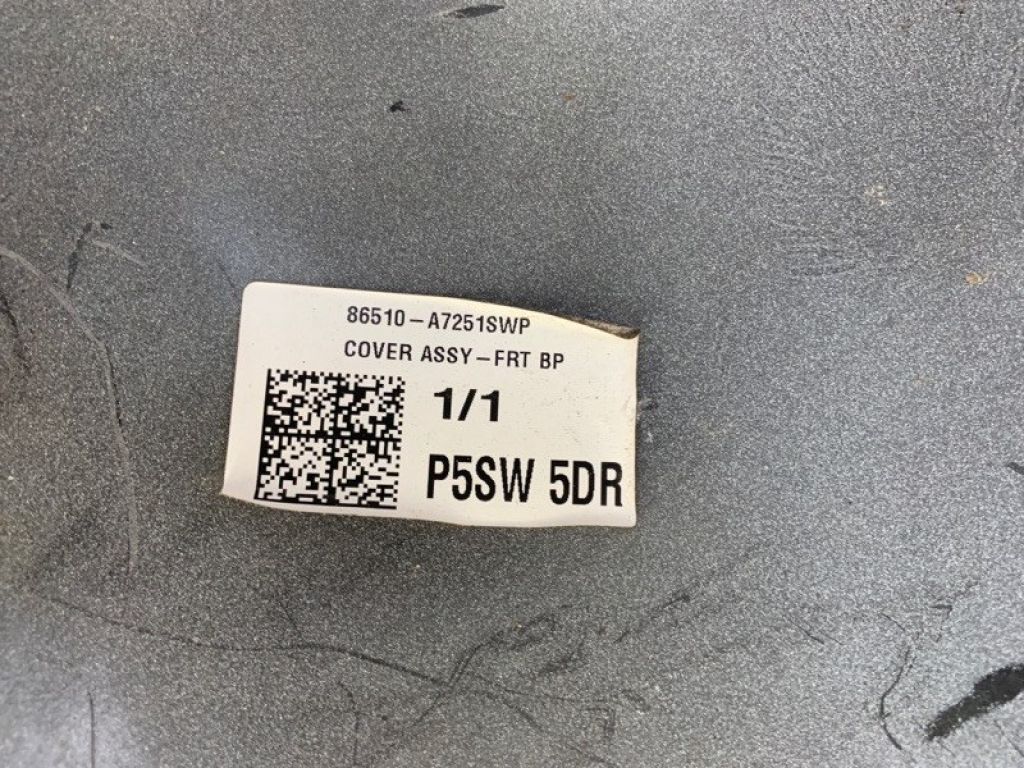 86510-A7251SWP
COVER ASSY-FRT BP
1/1
P5SW 5DR